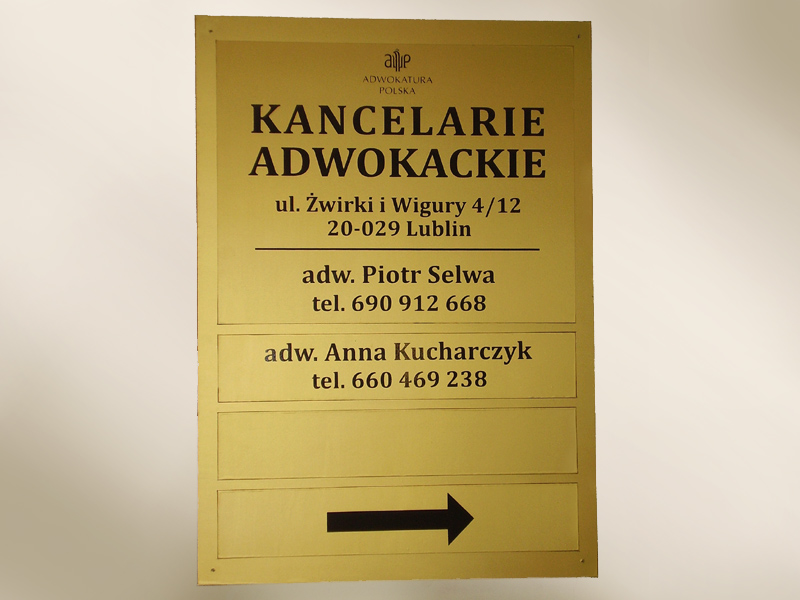 ADWOKATURA
POLSKA
KANCELARIE
ADWOKACKIE
ul. Żwirki i Wigury 4/12
20-029 Lublin
adw. Piotr Selwa
tel. 690 912 668
adw. Anna Kucharczyk
tel. 660 469 238